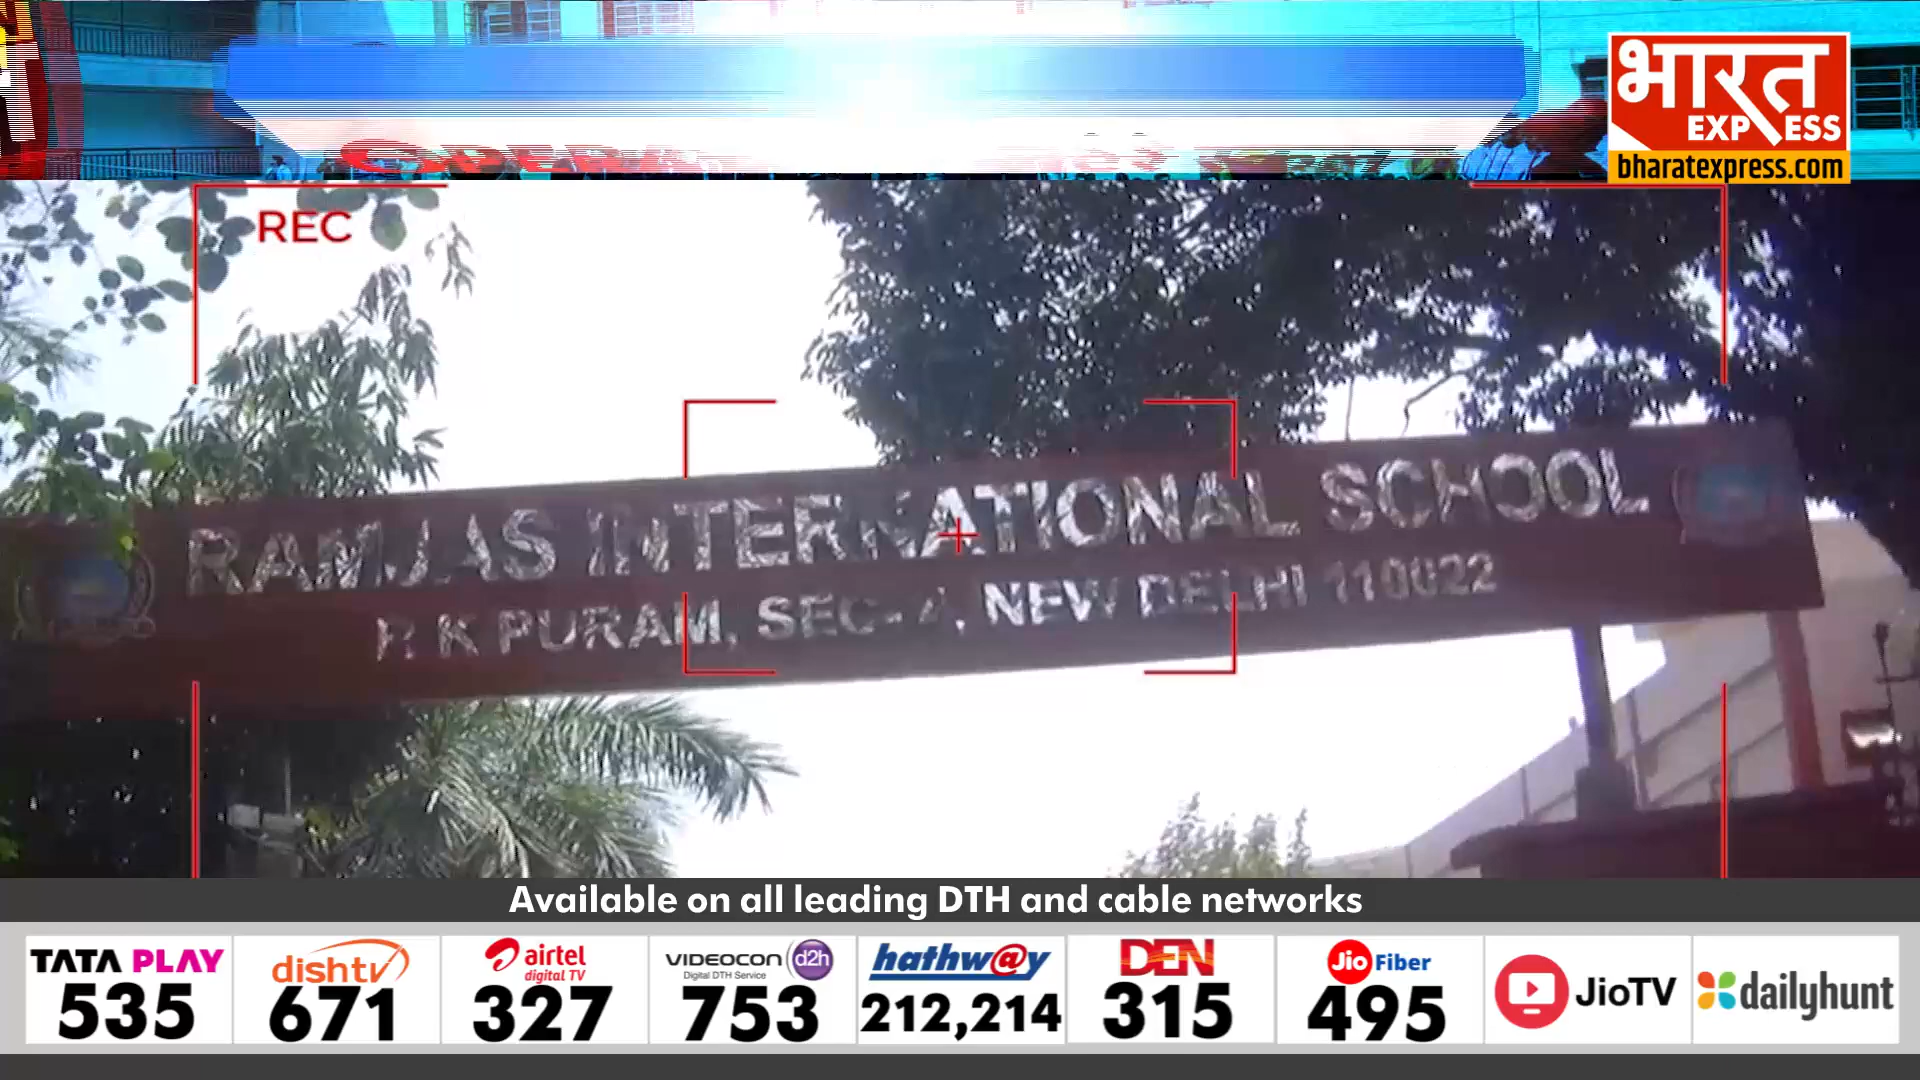 भारत
EXPRESS
bharatexpress.com
REC
RAMJAS INTERNATIONAL SCHOOL
R K PURAM, SEC- 4, NEW DELHI 110022
Available on all leading DTH and cable networks
TATA PLAY
535
dishtv
671
airtel
digital TV
327
VIDEOCON d2h
Digital DTH Service
753
hathway
212,214
DEN
315
Jio Fiber
495
JioTV
dailyhunt